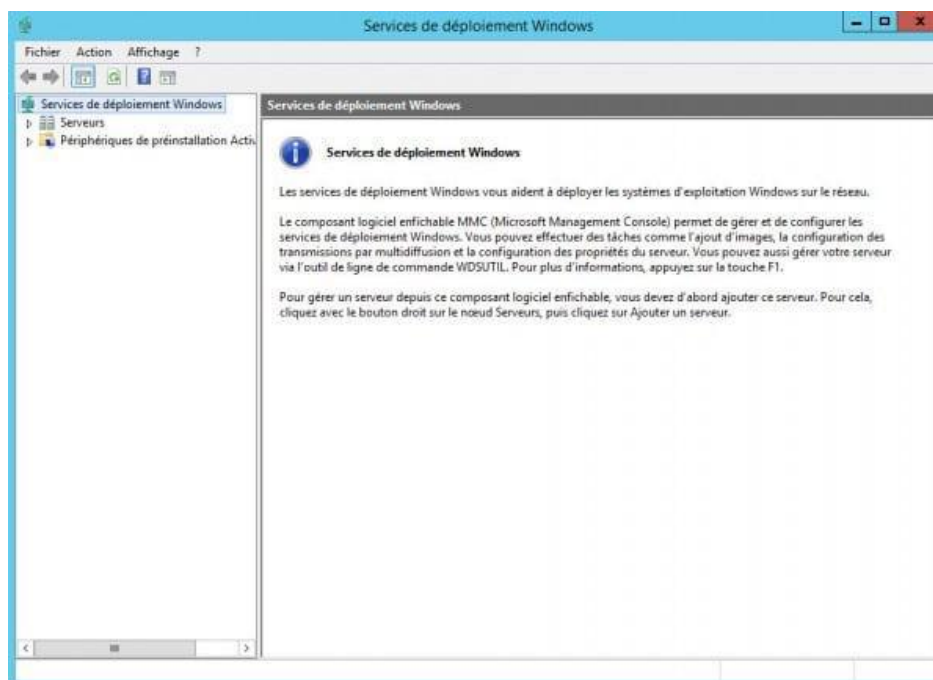 Services de déploiement Windows
Fichier Action Affichage ?
Services de déploiement Windows
Serveurs
Périphériques de préinstallation Activ
Services de déploiement Windows
Services de déploiement Windows
Les services de déploiement Windows vous aident à déployer les systèmes d'exploitation Windows sur le réseau.
Le composant logiciel enfichable MMC (Microsoft Management Console) permet de gérer et de configurer les
services de déploiement Windows. Vous pouvez effectuer des tâches comme l'ajout d'images, la configuration des
transmissions par multidiffusion et la configuration des propriétés du serveur. Vous pouvez aussi gérer votre serveur
via l'outil de ligne de commande WDSUTIL. Pour plus d'informations, appuyez sur la touche F1.
Pour gérer un serveur depuis ce composant logiciel enfichable, vous devez d'abord ajouter ce serveur. Pour cela,
cliquez avec le bouton droit sur le nœud Serveurs, puis cliquez sur Ajouter un serveur.